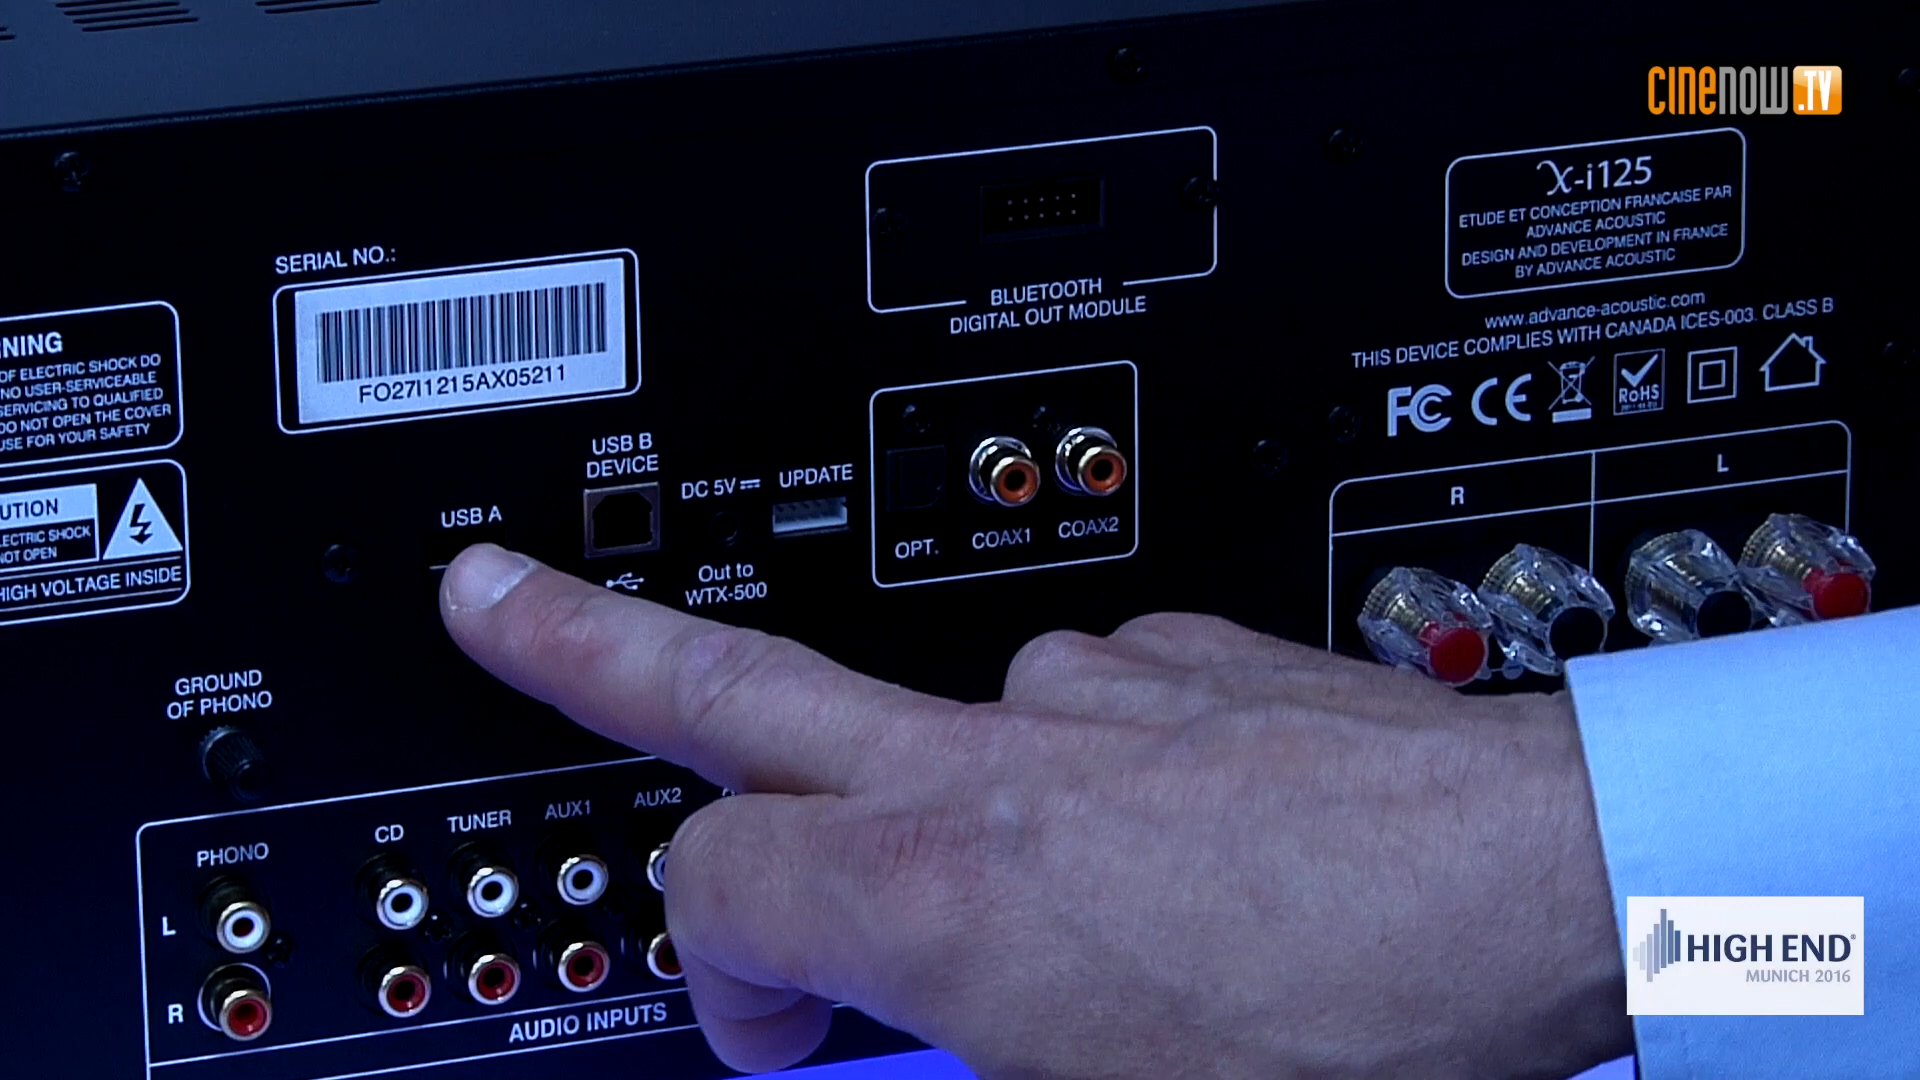 cinenow.TV
X-i125
ETUDE ET CONCEPTION FRANCAISE PAR
ADVANCE ACOUSTIC
DESIGN AND DEVELOPMENT IN FRANCE
BY ADVANCE ACOUSTIC
www.advance-acoustic.com
THIS DEVICE COMPLIES WITH CANADA ICES-003. CLASS B
FC CE RoHS
SERIAL NO.:
FO27I1215AX05211
BLUETOOTH
DIGITAL OUT MODULE
OF ELECTRIC SHOCK DO
NO USER-SERVICEABLE
SERVICING TO QUALIFIED
DO NOT OPEN THE COVER
USE FOR YOUR SAFETY
ELECTRIC SHOCK
NOT OPEN
HIGH VOLTAGE INSIDE
USB A
USB B
DEVICE
DC 5V
UPDATE
Out to
WTX-500
OPT.
COAX1
COAX2
R
L
GROUND
OF PHONO
PHONO
CD
TUNER
AUX1
AUX2
L
R
AUDIO INPUTS
HIGH END®
MUNICH 2016